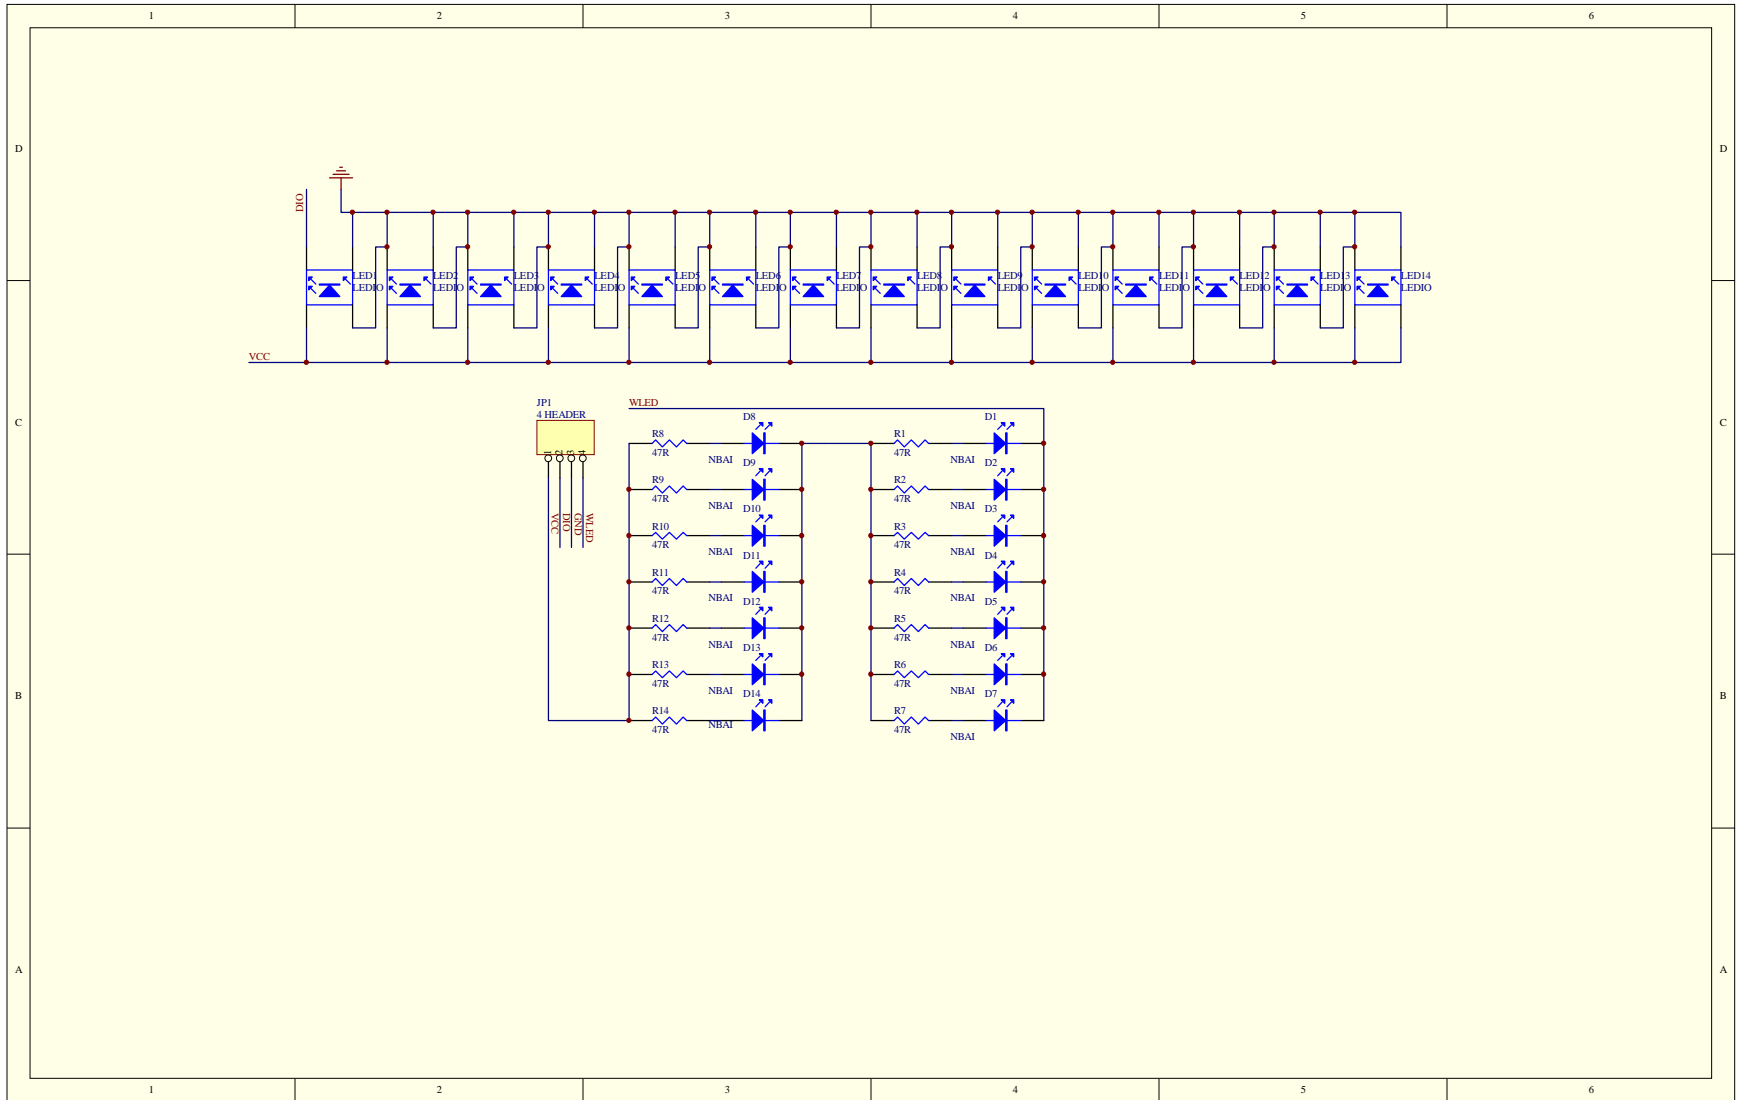 1 2 3 4 5 6
D D
DIO
LED1 LED2 LED3 LED4 LED5 LED6 LED7 LED8 LED9 LED10 LED11 LED12 LED13 LED14
LEDIO LEDIO LEDIO LEDIO LEDIO LEDIO LEDIO LEDIO LEDIO LEDIO LEDIO LEDIO LEDIO LEDIO
VCC
JP1
4 HEADER
1 2 3 4
VCC
DIO
GND
WLED
WLED
C C
R8 D8
47R NBAI
R9 D9
47R NBAI
R10 D10
47R NBAI
R11 D11
47R NBAI
R12 D12
47R NBAI
R13 D13
47R NBAI
R14 D14
47R NBAI
R1 D1
47R NBAI
R2 D2
47R NBAI
R3 D3
47R NBAI
R4 D4
47R NBAI
R5 D5
47R NBAI
R6 D6
47R NBAI
R7 D7
47R NBAI
B B
A A
1 2 3 4 5 6